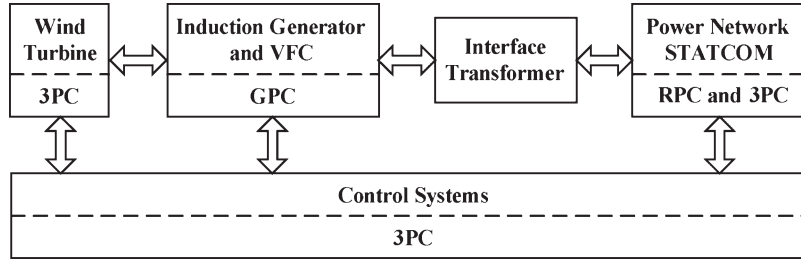 Wind
Turbine
3PC
Induction Generator
and VFC
GPC
Interface
Transformer
Power Network
STATCOM
RPC and 3PC
Control Systems
3PC